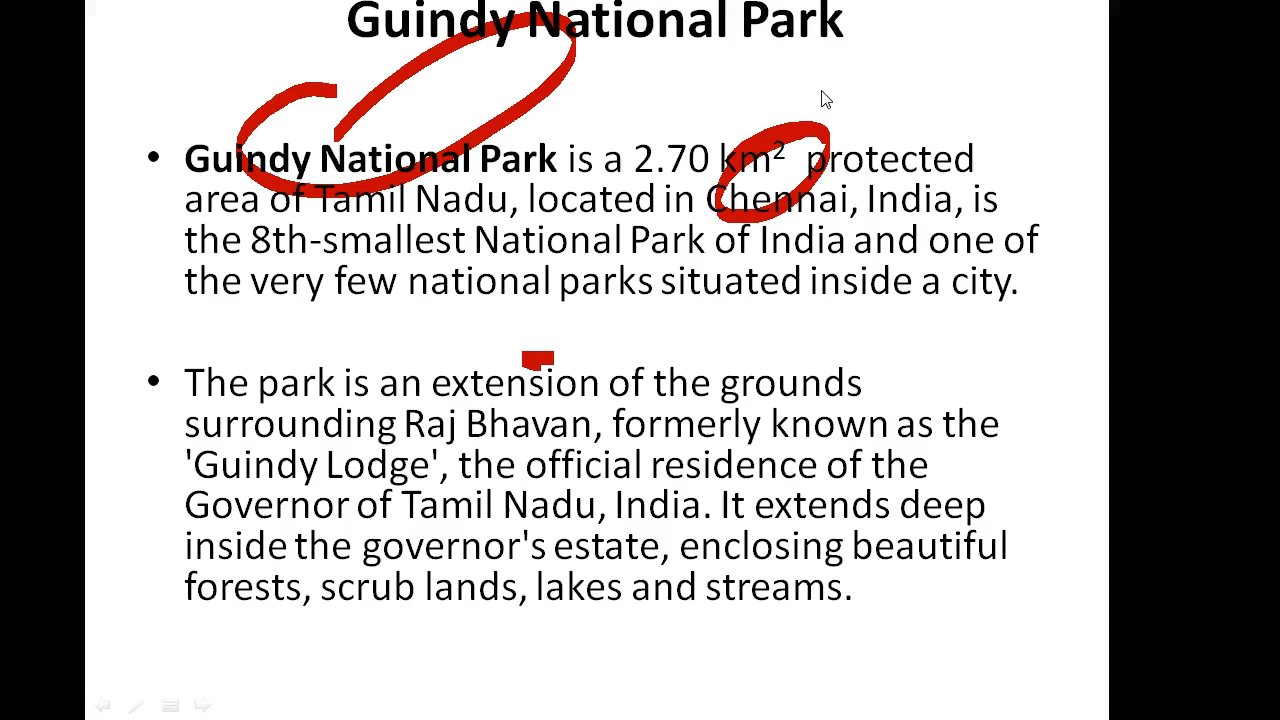 Guindy National Park
• Guindy National Park is a 2.70 km² protected
area of Tamil Nadu, located in Chennai, India, is
the 8th-smallest National Park of India and one of
the very few national parks situated inside a city.
• The park is an extension of the grounds
surrounding Raj Bhavan, formerly known as the
'Guindy Lodge', the official residence of the
Governor of Tamil Nadu, India. It extends deep
inside the governor's estate, enclosing beautiful
forests, scrub lands, lakes and streams.